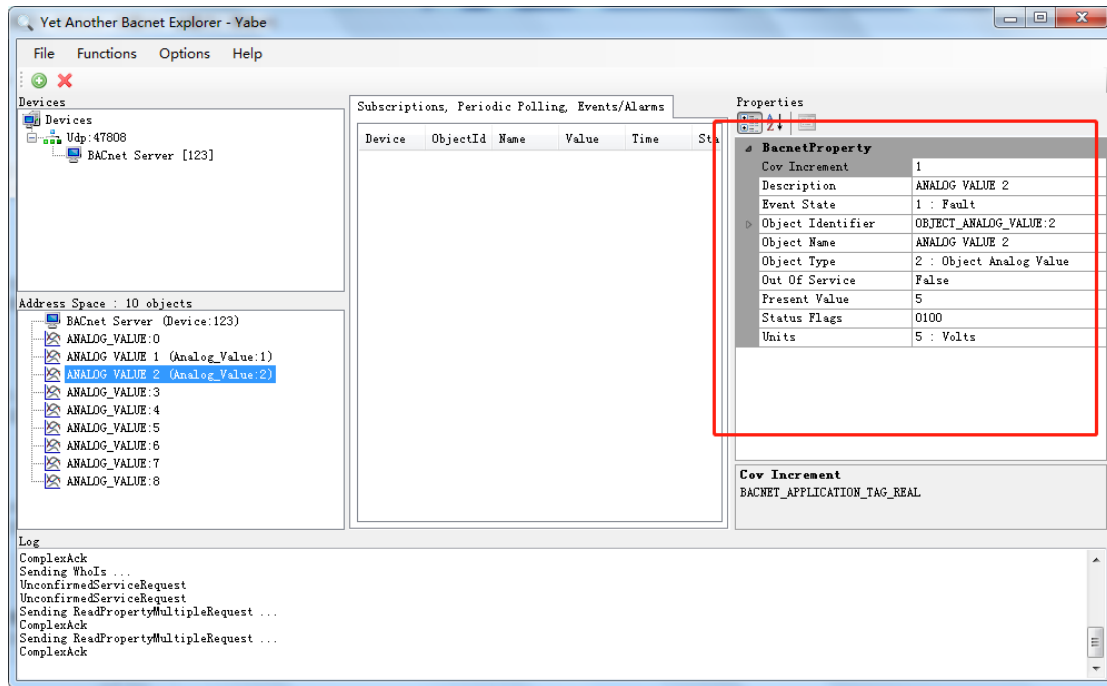 Yet Another Bacnet Explorer - Yabe
File Functions Options Help
Devices
Devices
Udp:47808
BACnet Server [123]
Address Space : 10 objects
BACnet Server (Device:123)
ANALOG_VALUE:0
ANALOG VALUE 1 (Analog_Value:1)
ANALOG VALUE 2 (Analog_Value:2)
ANALOG_VALUE:3
ANALOG_VALUE:4
ANALOG_VALUE:5
ANALOG_VALUE:6
ANALOG_VALUE:7
ANALOG_VALUE:8
Subscriptions, Periodic Polling, Events/Alarms
Device ObjectId Name Value Time Sta
Properties
BacnetProperty
Cov Increment 1
Description ANALOG VALUE 2
Event State 1 : Fault
Object Identifier OBJECT_ANALOG_VALUE:2
Object Name ANALOG VALUE 2
Object Type 2 : Object Analog Value
Out Of Service False
Present Value 5
Status Flags 0100
Units 5 : Volts
Cov Increment
BACNET_APPLICATION_TAG_REAL
Log
ComplexAck
Sending WhoIs ...
UnconfirmedServiceRequest
UnconfirmedServiceRequest
Sending ReadPropertyMultipleRequest ...
ComplexAck
Sending ReadPropertyMultipleRequest ...
ComplexAck